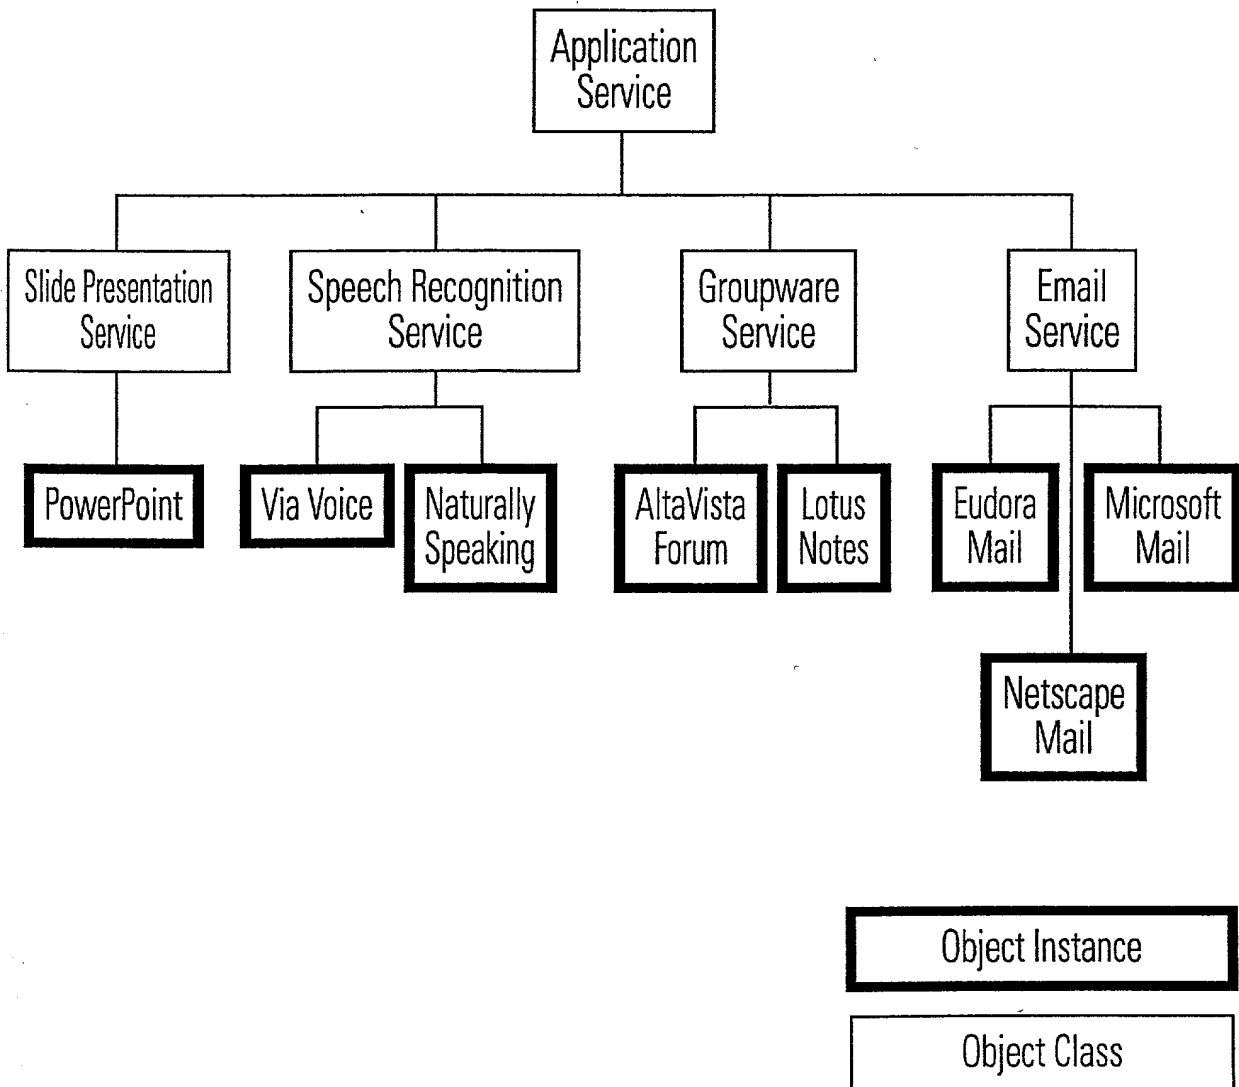 Application
Service
Slide Presentation
Service
Speech Recognition
Service
Groupware
Service
Email
Service
PowerPoint
Via Voice
Naturally
Speaking
AltaVista
Forum
Lotus
Notes
Eudora
Mail
Microsoft
Mail
Netscape
Mail
Object Instance
Object Class